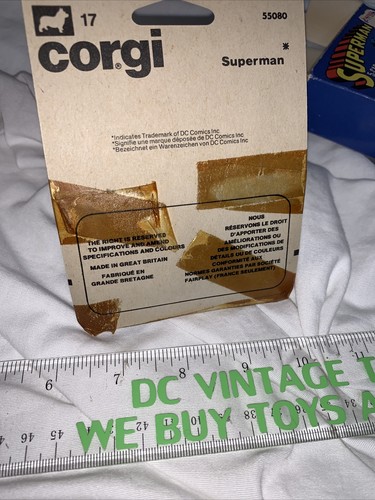 17
55080
corgi
Superman *
*Indicates Trademark of DC Comics Inc
*Signifie une marque déposée de DC Comics Inc
*Bezeichnet ein Warenzeichen von DC Comics Inc
THE RIGHT IS RESERVED
TO IMPROVE AND AMEND
SPECIFICATIONS AND COLOURS
MADE IN GREAT BRITAIN
FABRIQUÉ EN
GRANDE BRETAGNE
NOUS
RÉSERVONS LE DROIT
D'APPORTER DES
AMÉLIORATIONS OU
DES MODIFICATIONS DE
DÉTAILS OU DE COULEURS
CONFORME AUX
NORMES GARANTIES PAR SOCIÉTÉ
FAIRPLAY (FRANCE SEULEMENT)
SUPERMAN
6 7 8 9 10 11
DC VINTAGE T
WE BUY TOYS A